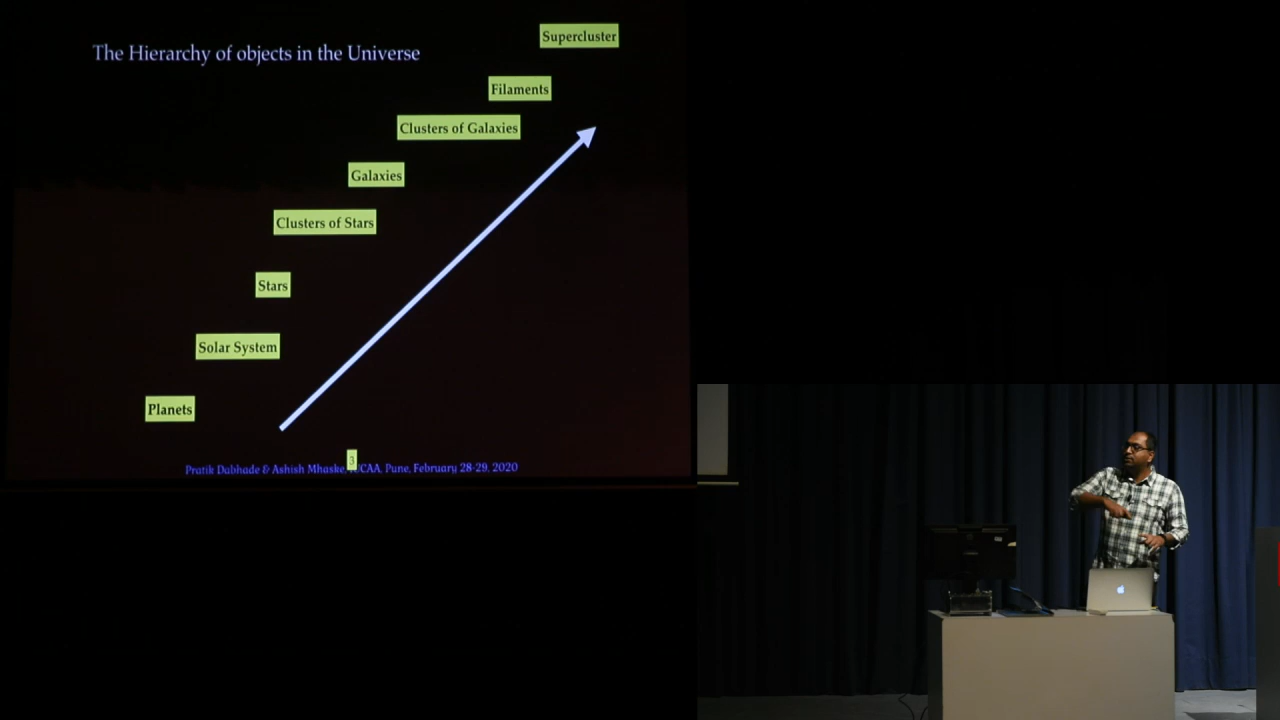 The Hierarchy of objects in the Universe
Supercluster
Filaments
Clusters of Galaxies
Galaxies
Clusters of Stars
Stars
Solar System
Planets
3
Pratik Dabhade & Ashish Mhaske, IUCAA, Pune, February 28-29, 2020